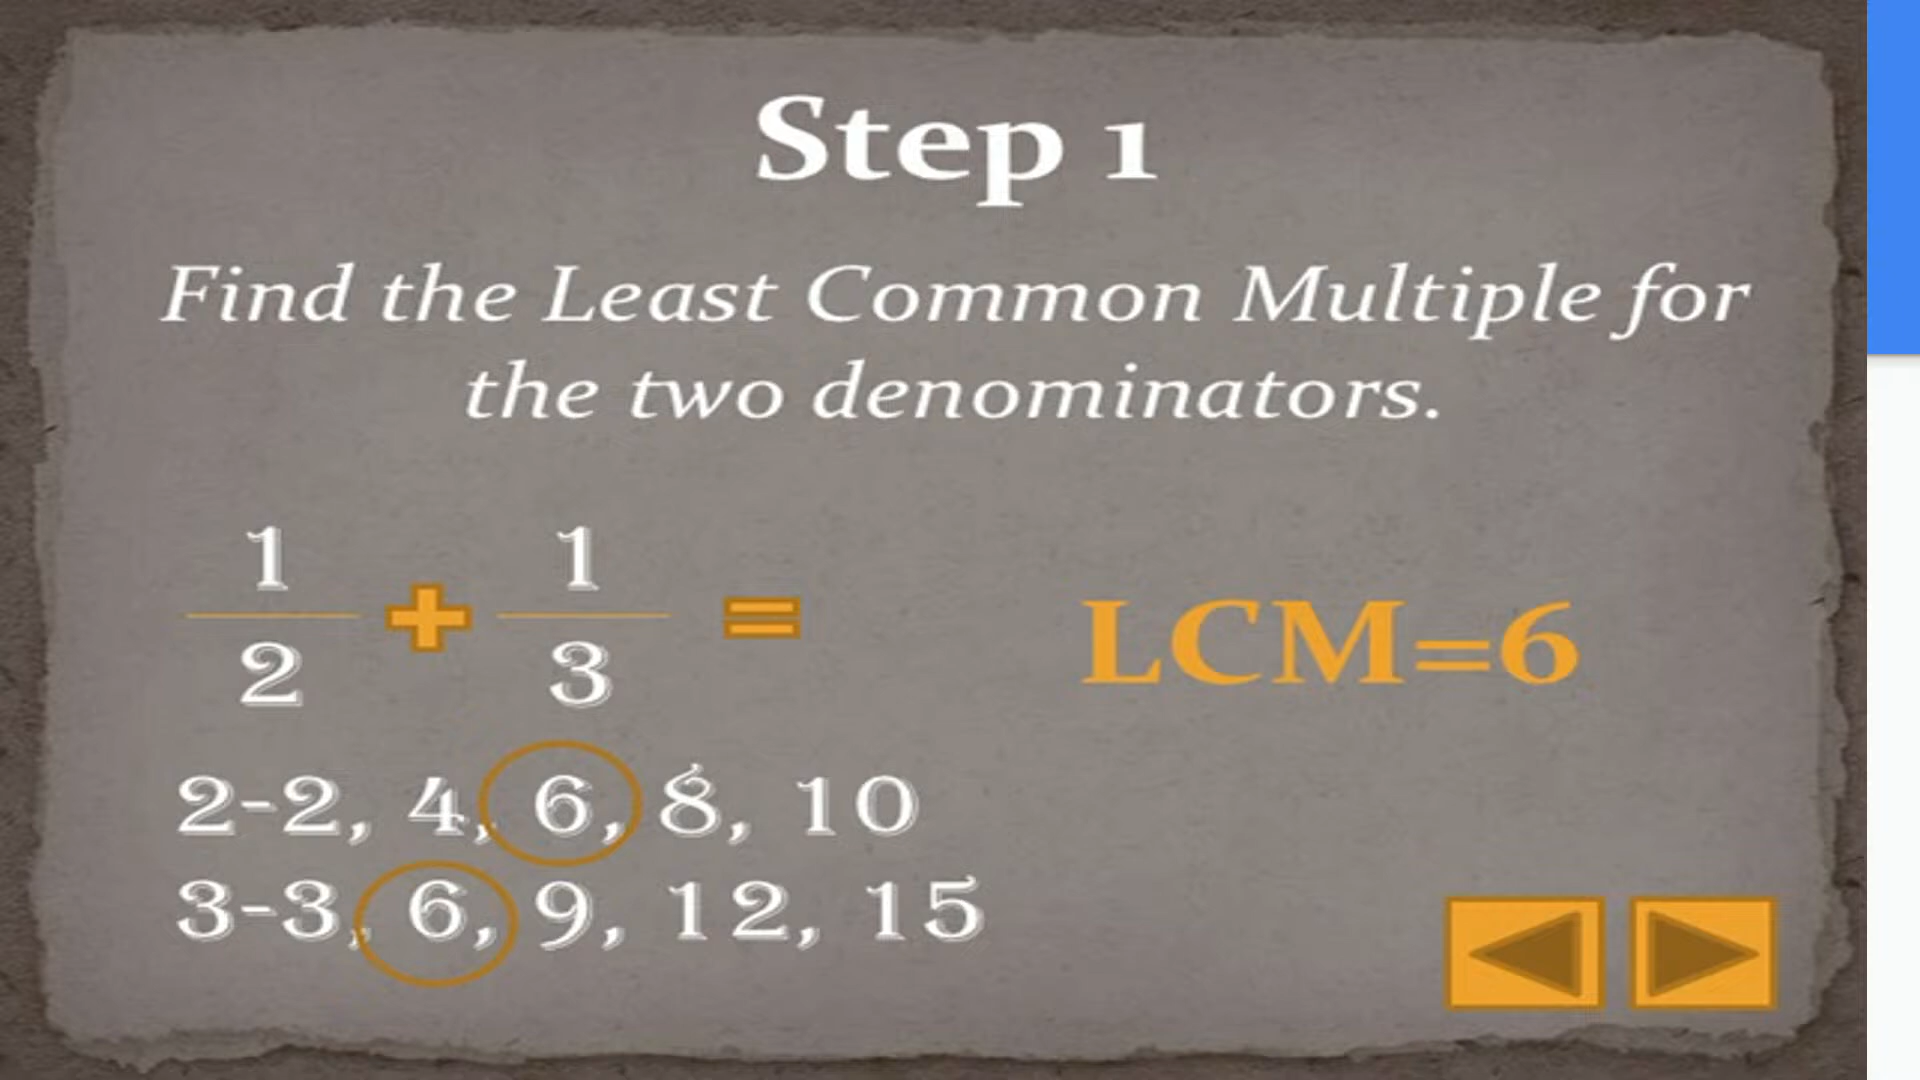 Step 1
Find the Least Common Multiple for
the two denominators.
1 1
2 + 3 =
LCM=6
2-2, 4, 6, 8, 10
3-3, 6, 9, 12, 15